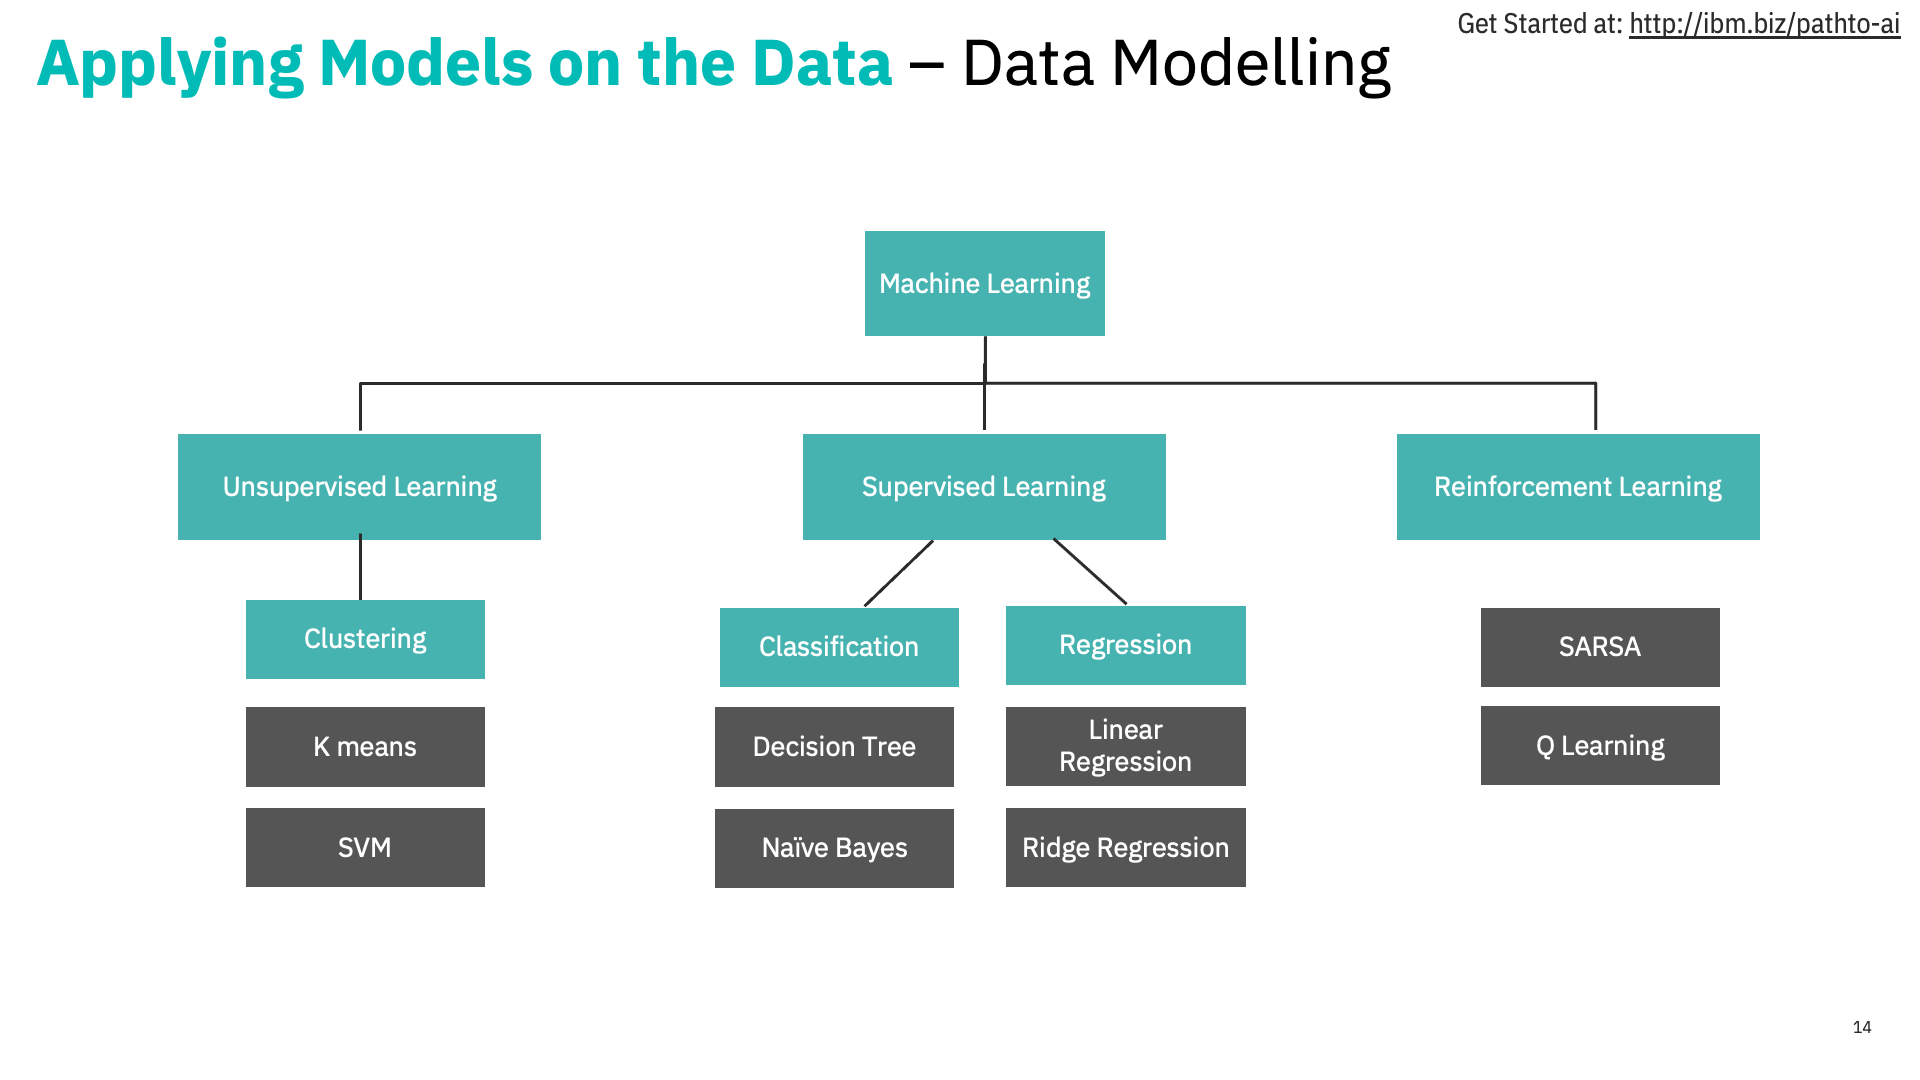 Get Started at: http://ibm.biz/pathto-ai
Applying Models on the Data – Data Modelling
Machine Learning
Unsupervised Learning
Supervised Learning
Reinforcement Learning
Clustering
K means
SVM
Classification
Decision Tree
Naïve Bayes
Regression
Linear
Regression
Ridge Regression
SARSA
Q Learning
14